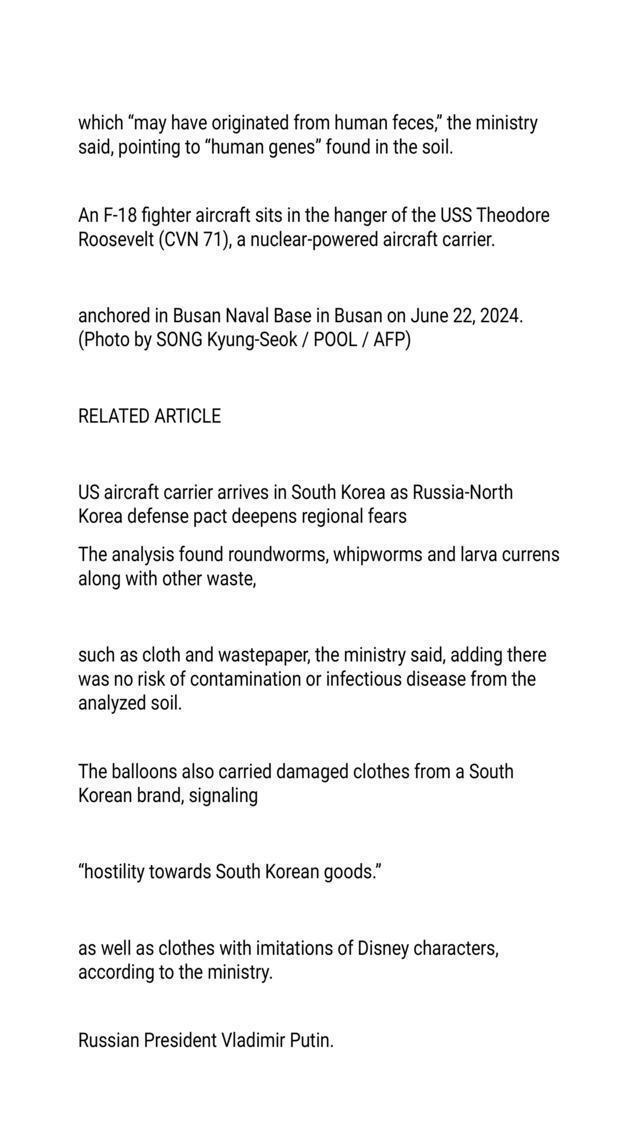 which “may have originated from human feces,” the ministry
said, pointing to “human genes” found in the soil.
An F-18 fighter aircraft sits in the hanger of the USS Theodore
Roosevelt (CVN 71), a nuclear-powered aircraft carrier.
anchored in Busan Naval Base in Busan on June 22, 2024.
(Photo by SONG Kyung-Seok / POOL / AFP)
RELATED ARTICLE
US aircraft carrier arrives in South Korea as Russia-North
Korea defense pact deepens regional fears
The analysis found roundworms, whipworms and larva currens
along with other waste,
such as cloth and wastepaper, the ministry said, adding there
was no risk of contamination or infectious disease from the
analyzed soil.
The balloons also carried damaged clothes from a South
Korean brand, signaling
“hostility towards South Korean goods.”
as well as clothes with imitations of Disney characters,
according to the ministry.
Russian President Vladimir Putin.